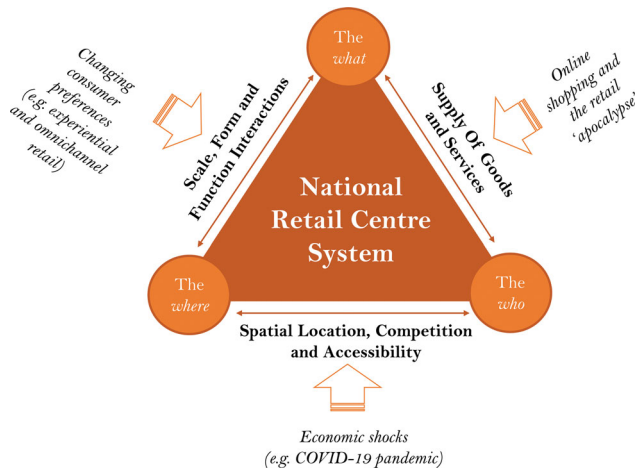 The
what
Changing
consumer
preferences
(e.g. experiential
and omnichannel
retail)
Scale, Form and
Function Interactions
Supply Of Goods
and Services
Online
shopping and
the retail
'apocalypse'
National
Retail Centre
System
The
where
The
who
Spatial Location, Competition
and Accessibility
Economic shocks
(e.g. COVID-19 pandemic)